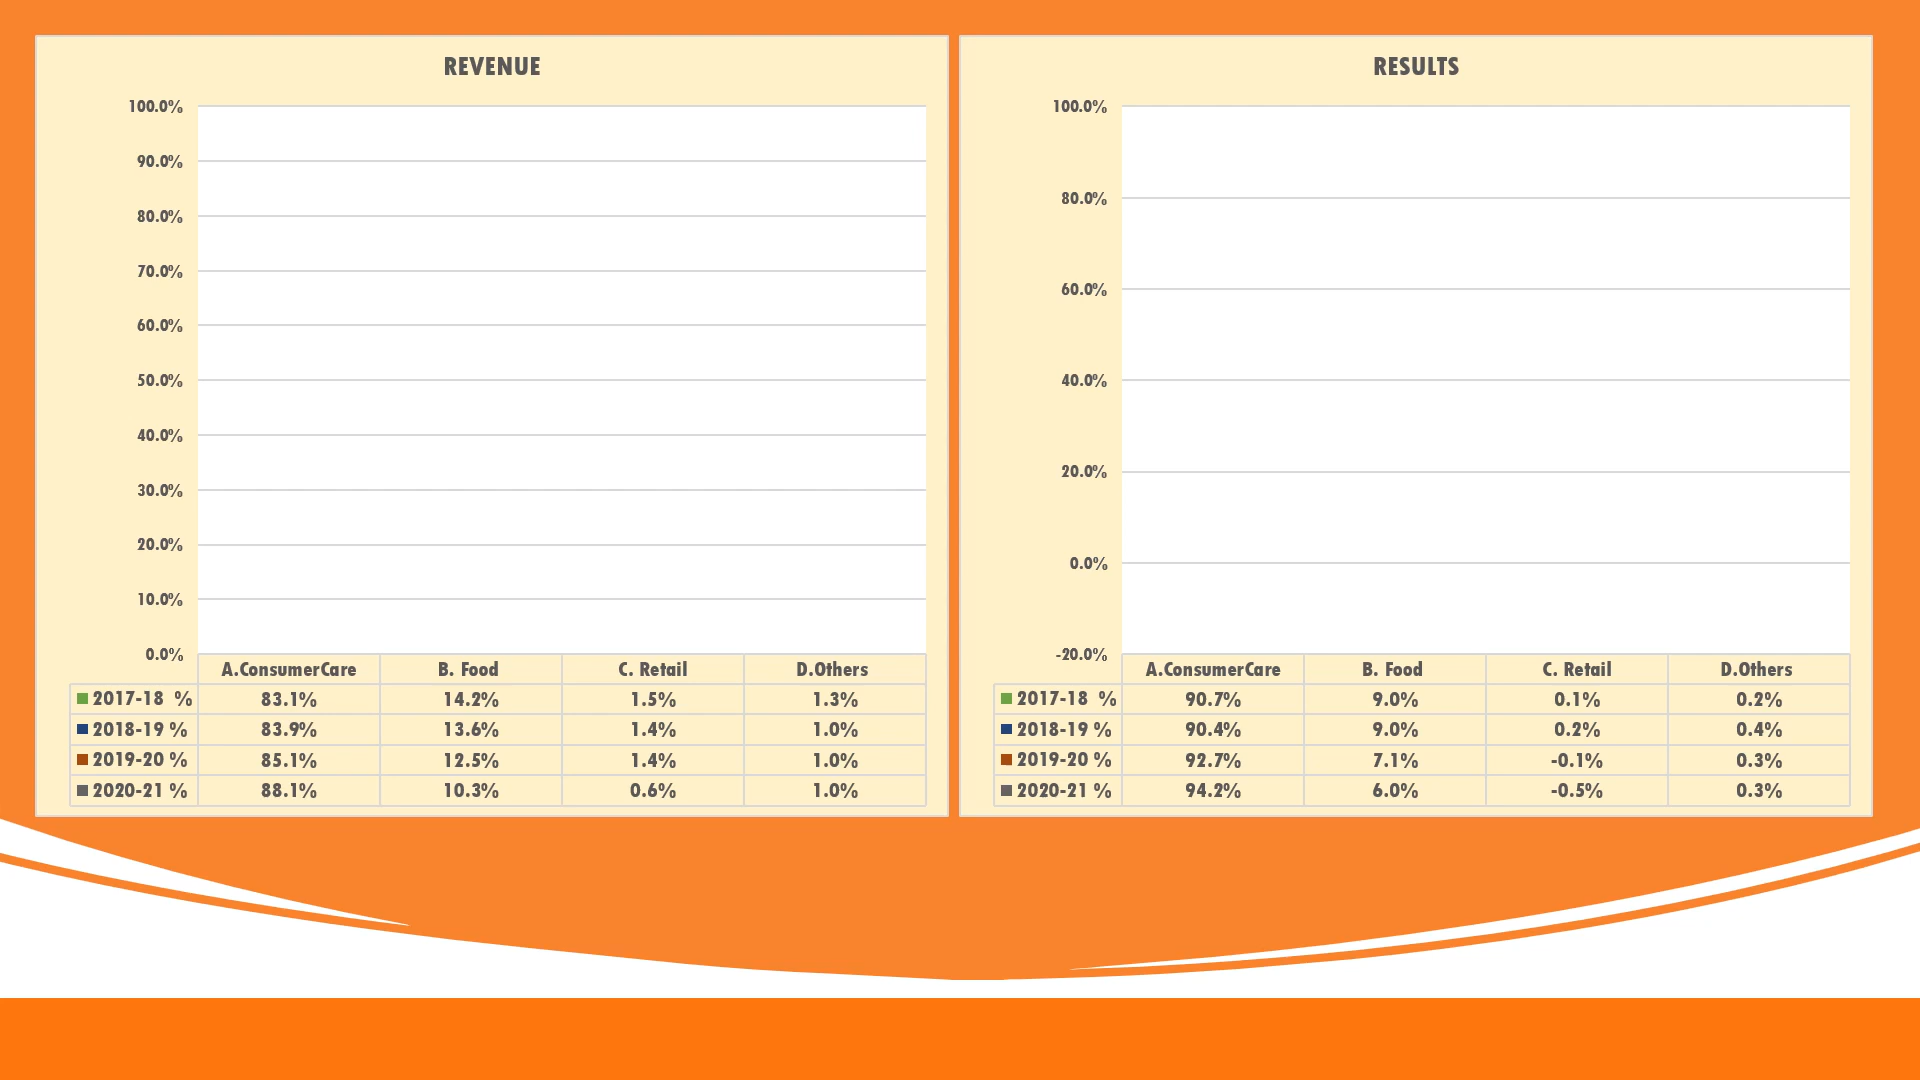 REVENUE
100.0%
90.0%
80.0%
70.0%
60.0%
50.0%
40.0%
30.0%
20.0%
10.0%
0.0%
A.ConsumerCare B. Food C. Retail D.Others
2017-18 % 83.1% 14.2% 1.5% 1.3%
2018-19 % 83.9% 13.6% 1.4% 1.0%
2019-20 % 85.1% 12.5% 1.4% 1.0%
2020-21 % 88.1% 10.3% 0.6% 1.0%
RESULTS
100.0%
80.0%
60.0%
40.0%
20.0%
0.0%
-20.0%
A.ConsumerCare B. Food C. Retail D.Others
2017-18 % 90.7% 9.0% 0.1% 0.2%
2018-19 % 90.4% 9.0% 0.2% 0.4%
2019-20 % 92.7% 7.1% -0.1% 0.3%
2020-21 % 94.2% 6.0% -0.5% 0.3%